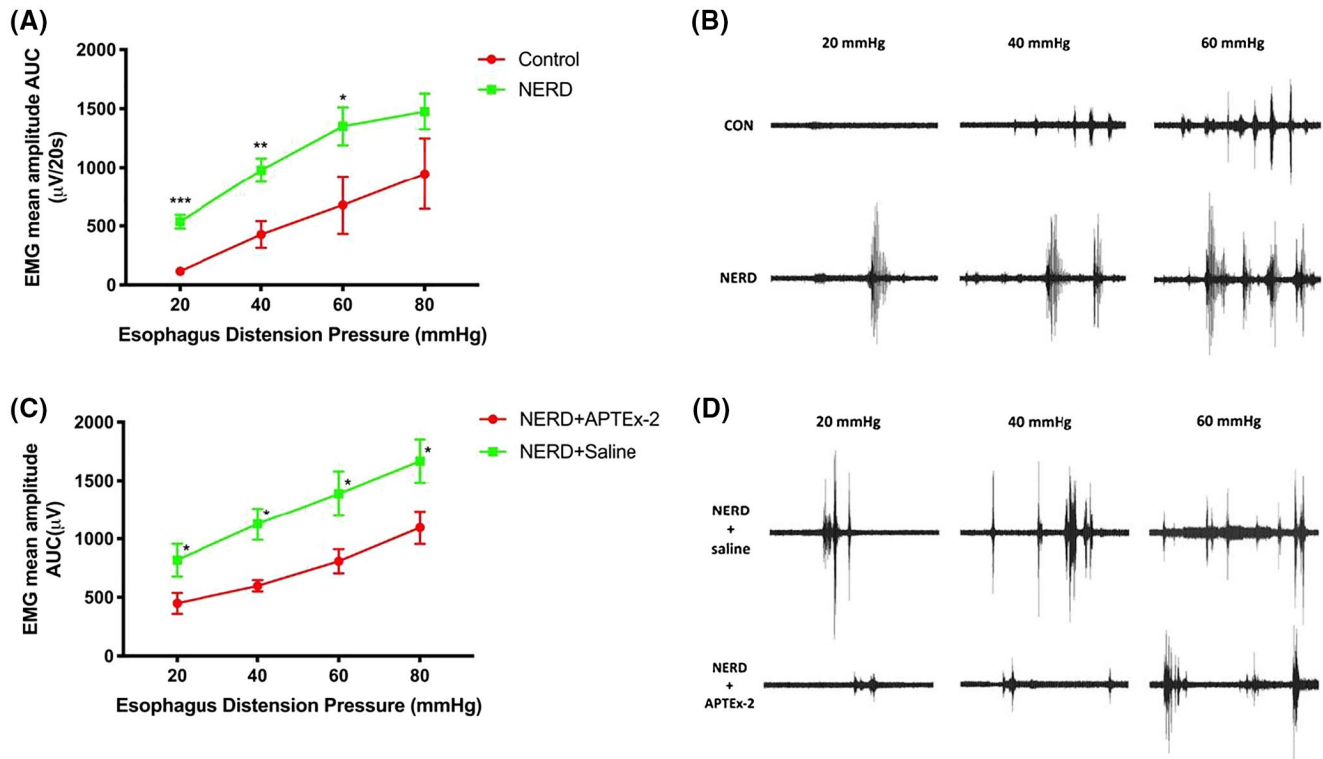 (A)
EMG mean amplitude AUC
(μV/20s)
2000
1500
1000
500
0
***
**
*
20 40 60 80
Esophagus Distension Pressure (mmHg)
Control
NERD
(B)
20 mmHg 40 mmHg 60 mmHg
CON
NERD
(C)
EMG mean amplitude
AUC(μV)
2000
1500
1000
500
0
*
*
*
*
20 40 60 80
Esophagus Distension Pressure (mmHg)
NERD+APTEx-2
NERD+Saline
(D)
20 mmHg 40 mmHg 60 mmHg
NERD
+
saline
NERD
+
APTEx-2